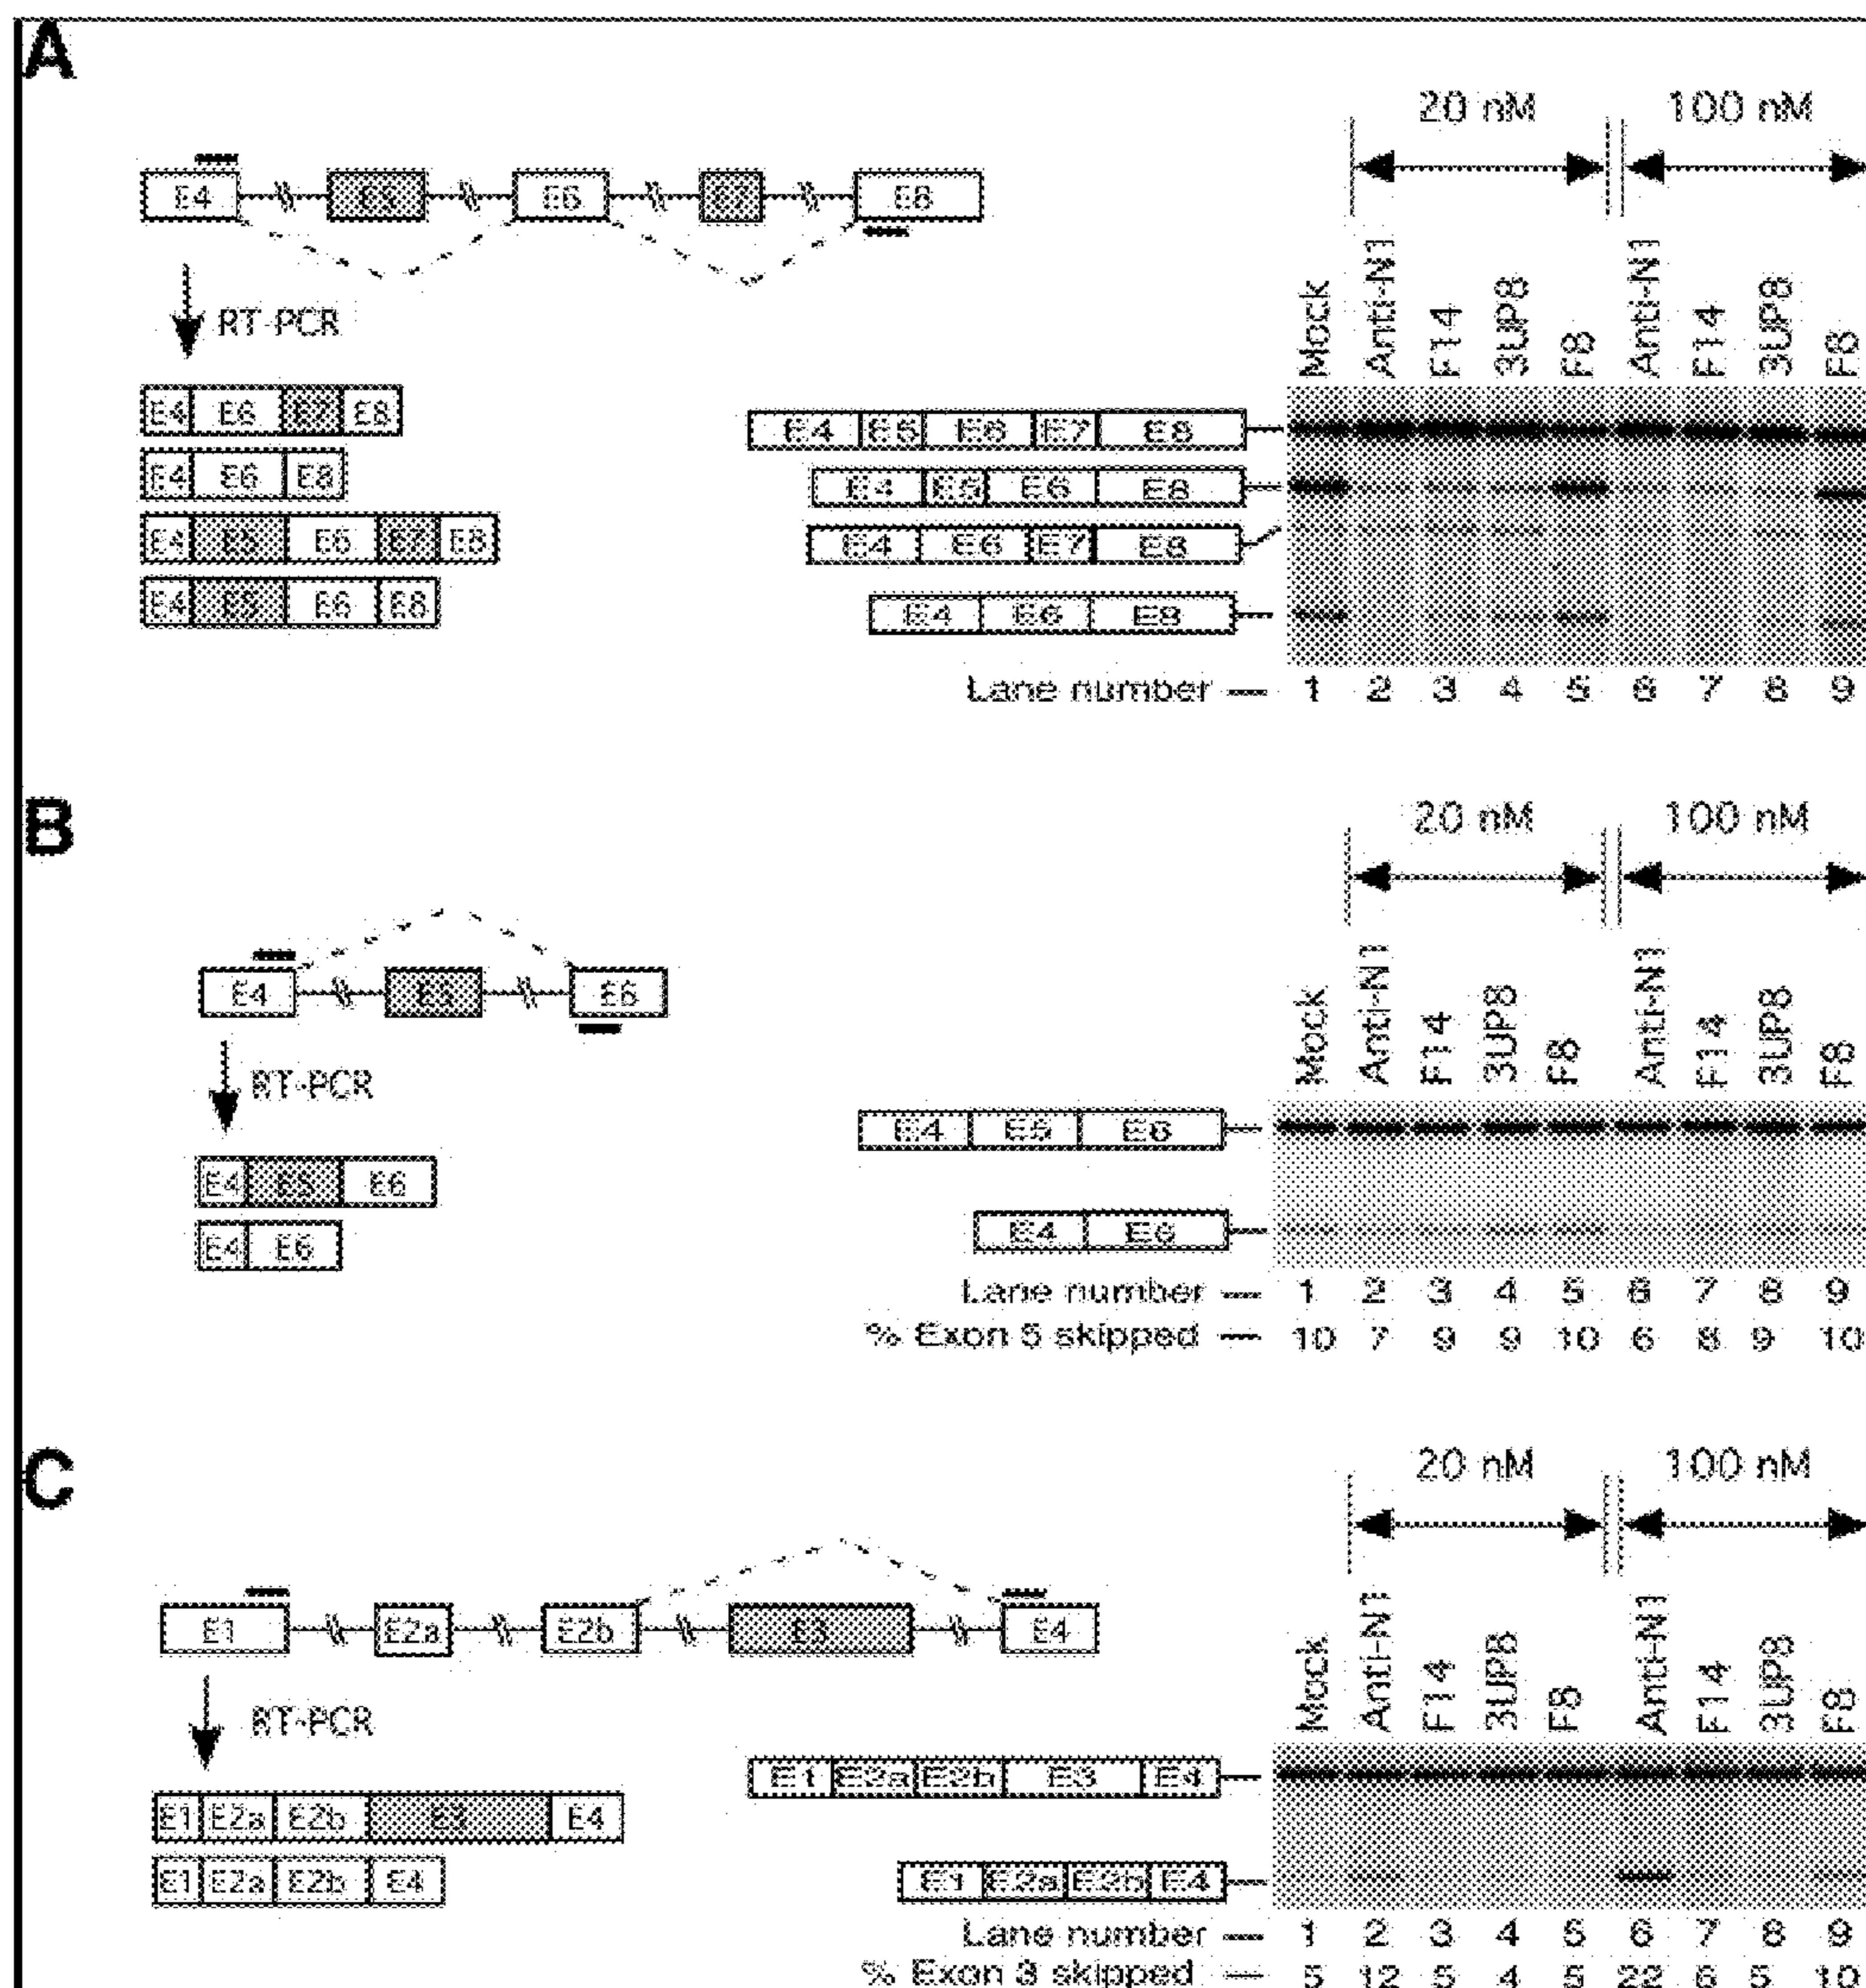 A
20 nM 100 nM
E4 E5 E6 E7 E8
RT-PCR
Mock Anti-N1 F14 3UP8 F8 Anti-N1 F14 3UP8 F8
E4 E6 E7 E8
E4 E6 E8
E4 E5 E6 E7 E8
E4 E5 E6 E8
E4 E5 E6 E7 E8
E4 E5 E6 E8
E4 E6 E7 E8
E4 E6 E8
Lane number — 1 2 3 4 5 6 7 8 9
B
20 nM 100 nM
E4 E5 E6
RT-PCR
Mock Anti-N1 F14 3UP8 F8 Anti-N1 F14 3UP8 F8
E4 E5 E6
E4 E6
E4 E5 E6
E4 E6
Lane number — 1 2 3 4 5 6 7 8 9
% Exon 5 skipped — 10 7 9 9 10 6 8 9 10
C
20 nM 100 nM
E1 E2a E2b E3 E4
RT-PCR
Mock Anti-N1 F14 3UP8 F8 Anti-N1 F14 3UP8 F8
E1 E2a E2b E3 E4
E1 E2a E2b E4
E1 E2a E2b E3 E4
E1 E2a E2b E4
Lane number — 1 2 3 4 5 6 7 8 9
% Exon 3 skipped — 5 12 5 4 6 5 10